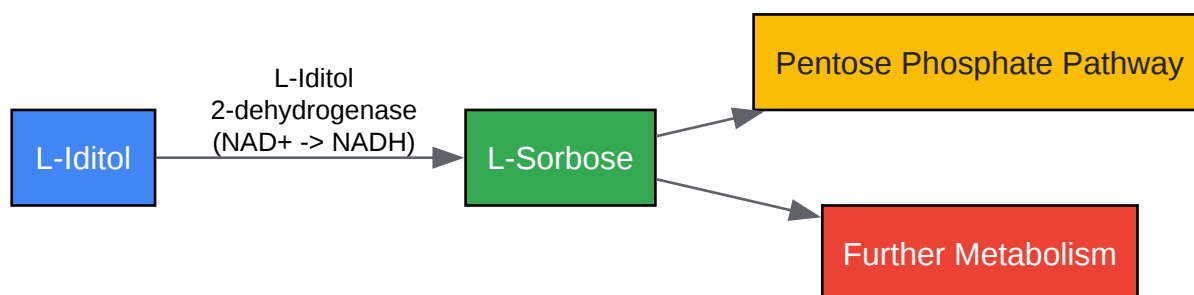 L-Iditol
L-Iditol
2-dehydrogenase
(NAD+ -> NADH)
L-Sorbose
Pentose Phosphate Pathway
Further Metabolism